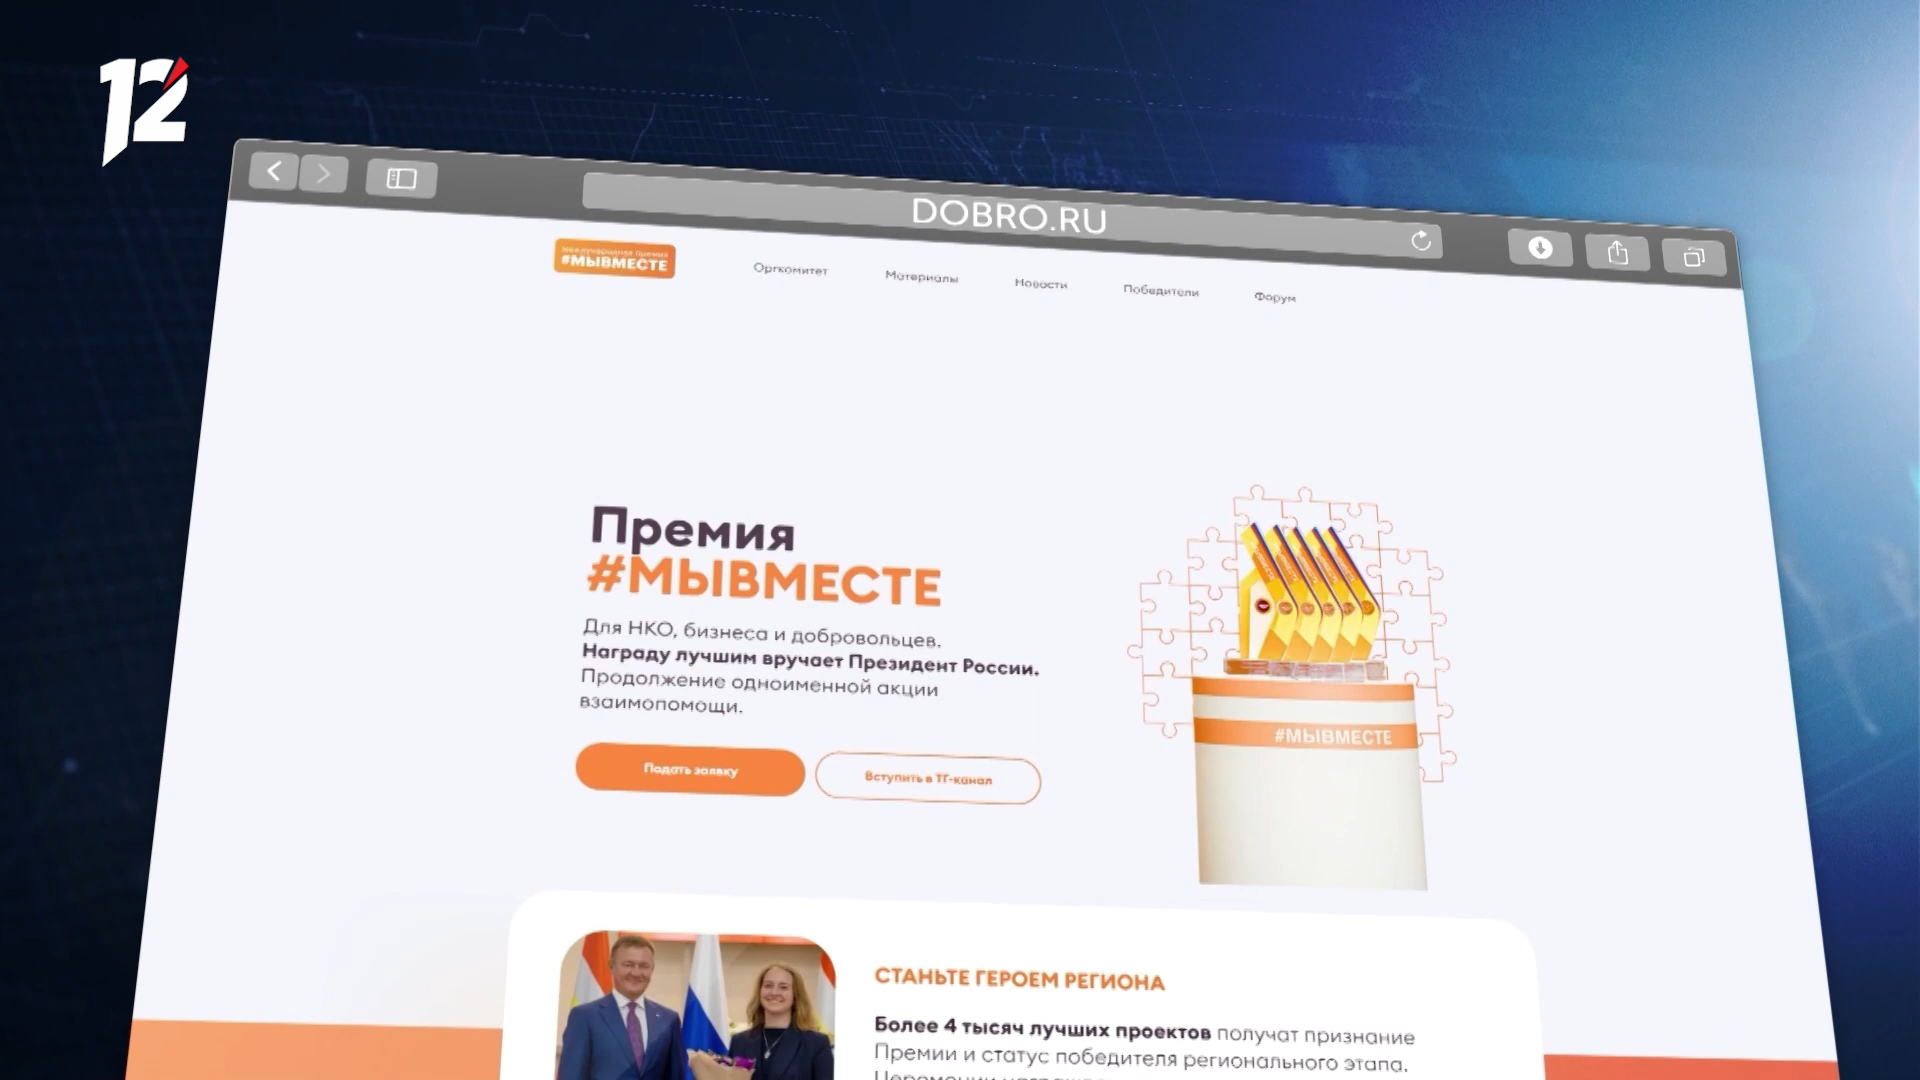 12
DOBRO.RU
Международная премия
#МЫВМЕСТЕ
Оргкомитет
Материалы
Новости
Победители
Форум
Премия
#МЫВМЕСТЕ
Для НКО, бизнеса и добровольцев.
Награду лучшим вручает Президент России.
Продолжение одноименной акции
взаимопомощи.
Подать заявку
Вступить в ТГ-канал
#МЫВМЕСТЕ
СТАНЬТЕ ГЕРОЕМ РЕГИОНА
Более 4 тысяч лучших проектов получат признание
Премии и статус победителя регионального этапа.